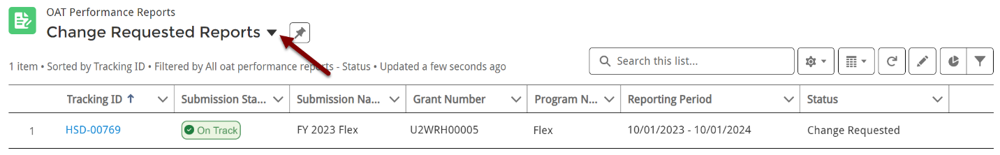 OAT Performance Reports
Change Requested Reports
1 item • Sorted by Tracking ID • Filtered by All oat performance reports - Status • Updated a few seconds ago
Search this list...
Tracking ID Submission Sta... Submission Na... Grant Number Program N... Reporting Period Status
1 HSD-00769 On Track FY 2023 Flex U2WRH00005 Flex 10/01/2023 - 10/01/2024 Change Requested